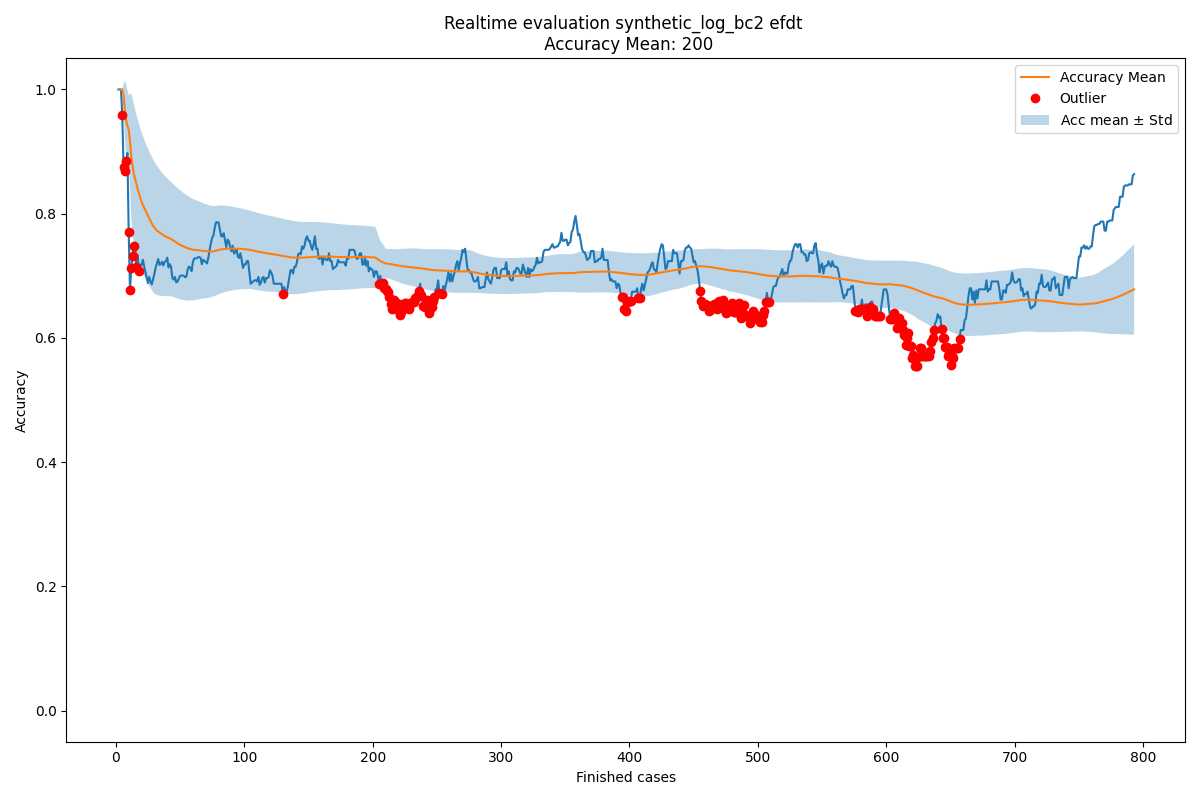 Realtime evaluation synthetic_log_bc2 efdt
Accuracy Mean: 200
Accuracy Mean
Outlier
Acc mean ± Std
1.0
0.8
0.6
0.4
0.2
0.0
Accuracy
0 100 200 300 400 500 600 700 800
Finished cases